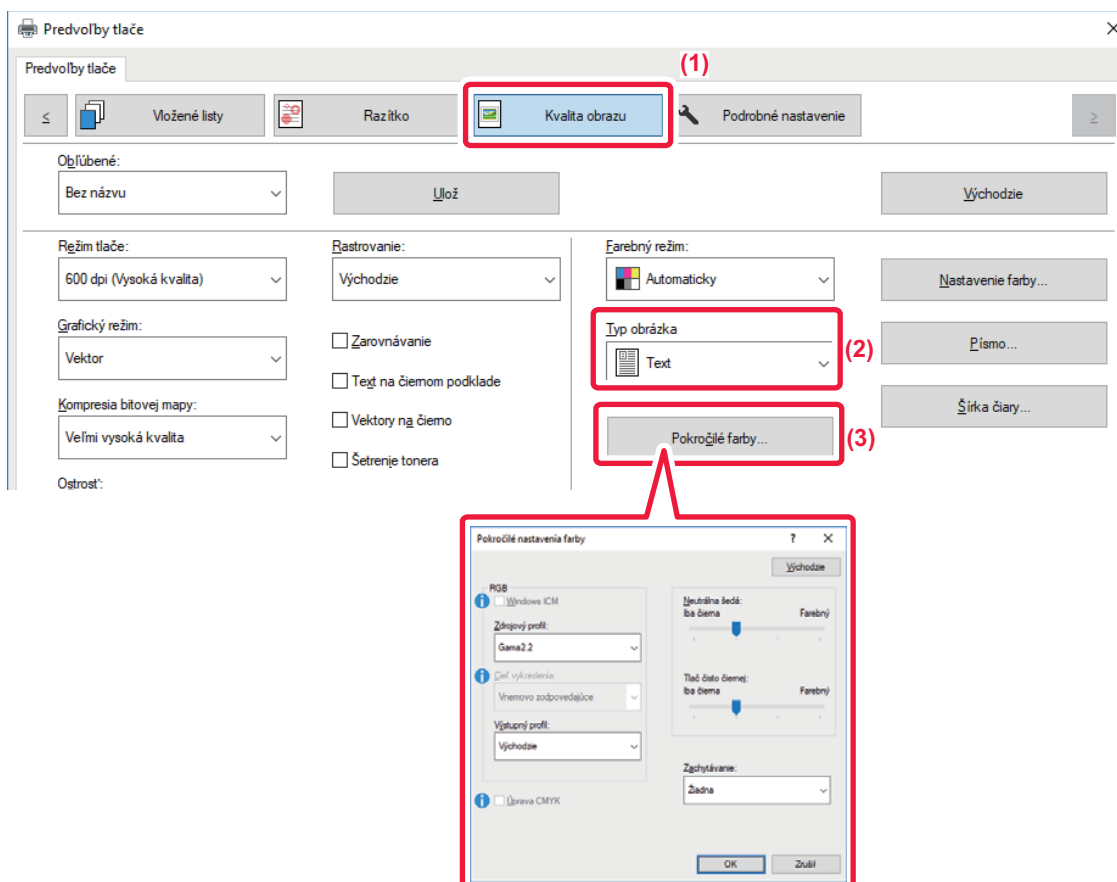 Predvoľby tlače
Predvoľby tlače
(1)
<
Vložené listy
Razítko
Kvalita obrazu
Podrobné nastavenie
>
Obľúbené:
Bez názvu
Ulož
Východzie
Režim tlače:
600 dpi (Vysoká kvalita)
Rastrovanie:
Východzie
Farebný režim:
Automaticky
Nastavenie farby...
Grafický režim:
Vektor
Zarovnávanie
Typ obrázka
Text
(2)
Písmo...
Text na čiernom podklade
Kompresia bitovej mapy:
Veľmi vysoká kvalita
Vektory na čierno
Pokročilé farby...
(3)
Šírka čiary...
Šetrenie tonera
Ostrosť:
Pokročilé nastavenia farby
?
Východzie
RGB
Windows ICM
Zdrojový profil:
Gama2.2
Cieľ vykreslenia:
Vnemovo zodpovedajúce
Výstupný profil:
Východzie
Úprava CMYK
Neutrálna šedá:
Iba čierna Farebný
Tlač čisto čiernej:
Iba čierna Farebný
Zachytávanie:
Žiadna
OK
Zrušiť